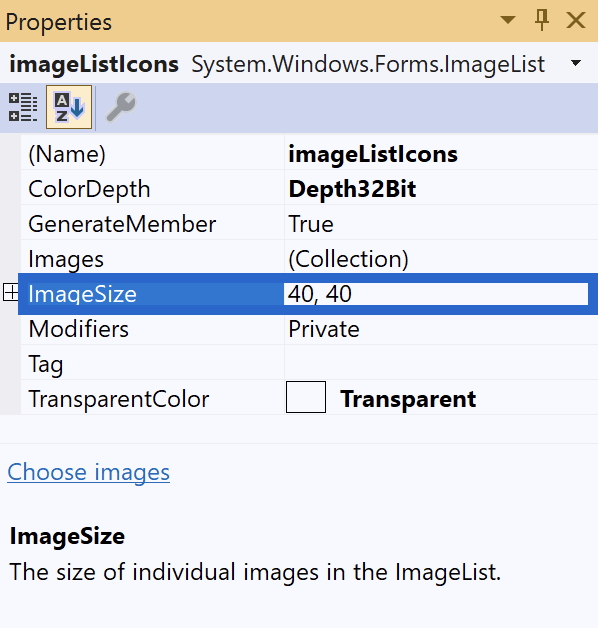 Properties
imageListIcons System.Windows.Forms.ImageList
A
Z
(Name) imageListIcons
ColorDepth Depth32Bit
GenerateMember True
Images (Collection)
ImageSize 40, 40
Modifiers Private
Tag
TransparentColor Transparent
Choose images
ImageSize
The size of individual images in the ImageList.